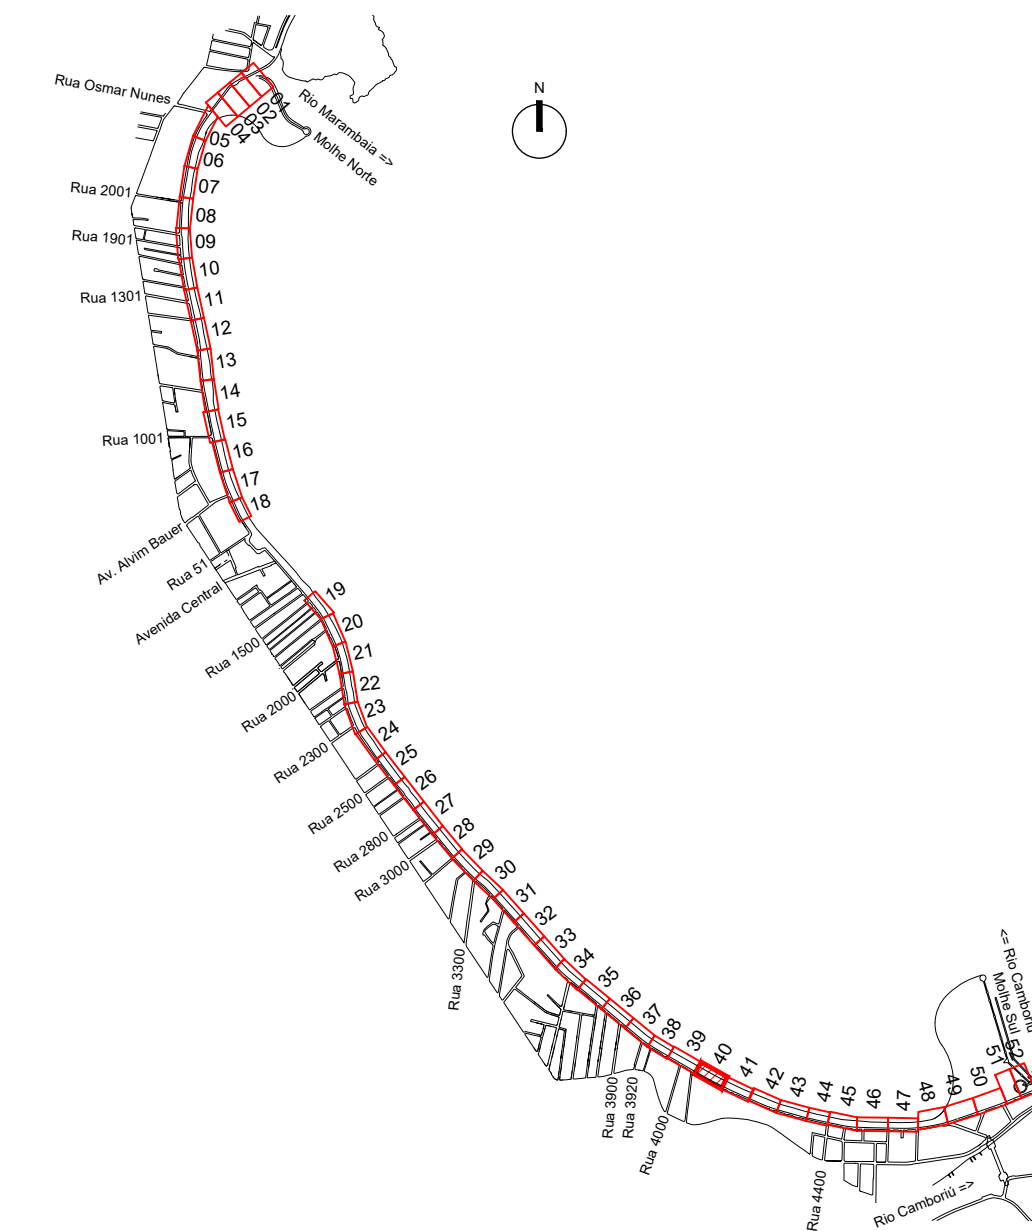 Rua Osmar Nunes
Rio Marambaia =>
Molhe Norte
N
01
02
03
04
05
06
Rua 2001
07
08
Rua 1901
09
10
Rua 1301
11
12
13
14
15
Rua 1001
16
17
18
Av. Alvim Bauer
Rua 51
Avenida Central
19
20
Rua 1500
21
22
Rua 2000
23
24
Rua 2300
25
26
Rua 2500
27
28
Rua 2800
29
Rua 3000
30
31
32
33
Rua 3300
34
35
36
37
38
39
40
41
42
43
44
45
46
47
48
49
50
51
52
<= Rio Camboriú
Molhe Sul
Rua 3900
Rua 3920
Rua 4000
Rua 4400
Rio Camboriú =>